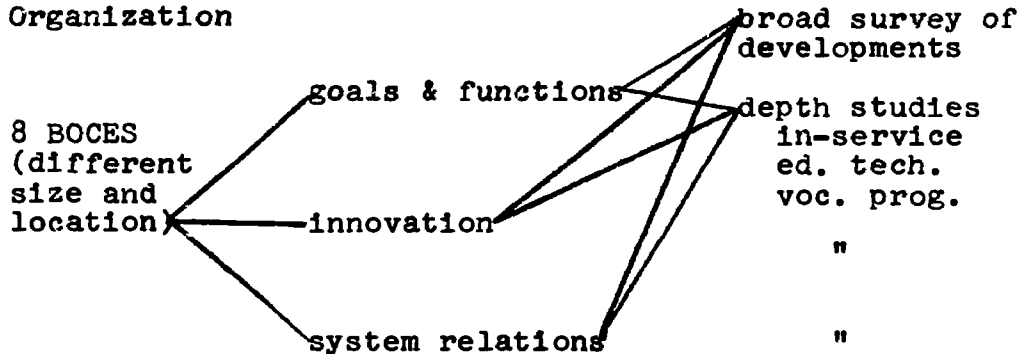 Organization
broad survey of
developments
goals & functions
depth studies
in-service
ed. tech.
voc. prog.
8 BOCES
(different
size and
location)
innovation
"
system relations
"